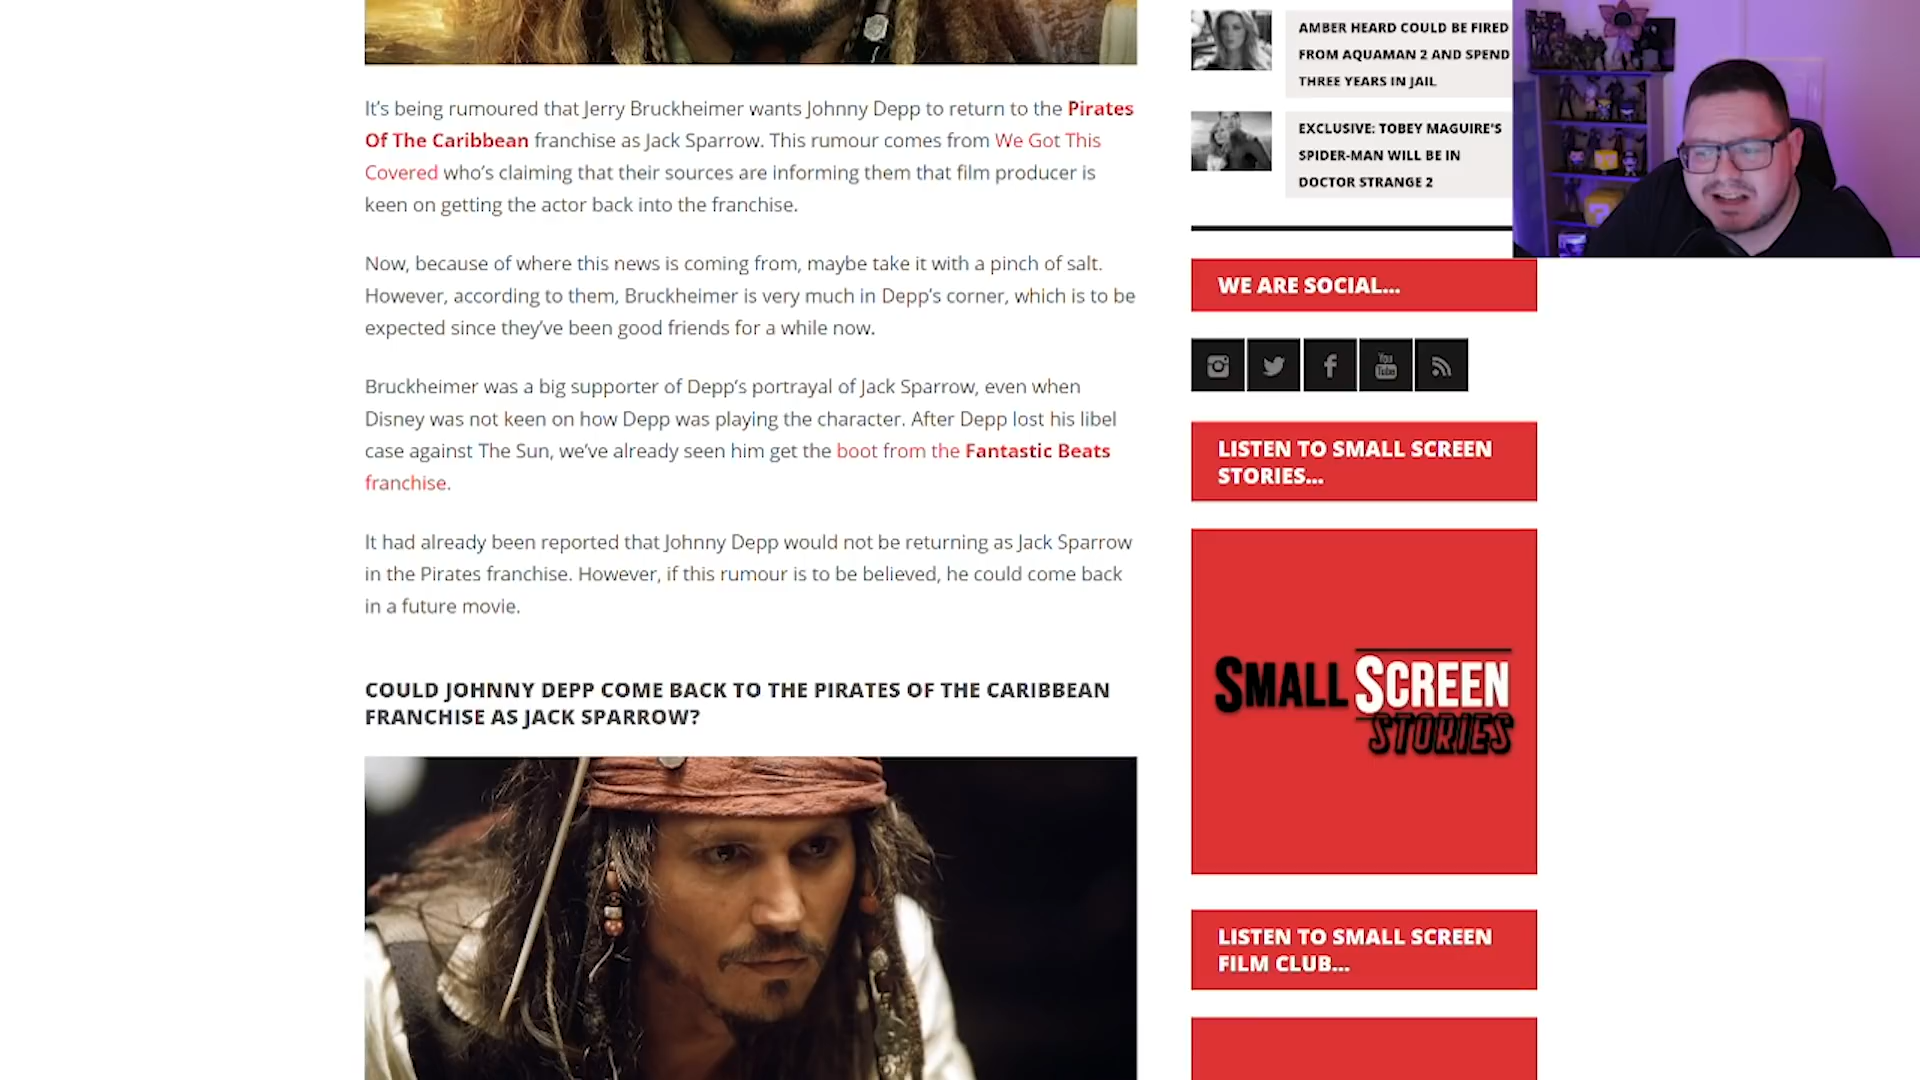 It’s being rumoured that Jerry Bruckheimer wants Johnny Depp to return to the Pirates
Of The Caribbean franchise as Jack Sparrow. This rumour comes from We Got This
Covered who’s claiming that their sources are informing them that film producer is
keen on getting the actor back into the franchise.
Now, because of where this news is coming from, maybe take it with a pinch of salt.
However, according to them, Bruckheimer is very much in Depp’s corner, which is to be
expected since they’ve been good friends for a while now.
Bruckheimer was a big supporter of Depp’s portrayal of Jack Sparrow, even when
Disney was not keen on how Depp was playing the character. After Depp lost his libel
case against The Sun, we’ve already seen him get the boot from the Fantastic Beats
franchise.
It had already been reported that Johnny Depp would not be returning as Jack Sparrow
in the Pirates franchise. However, if this rumour is to be believed, he could come back
in a future movie.
COULD JOHNNY DEPP COME BACK TO THE PIRATES OF THE CARIBBEAN
FRANCHISE AS JACK SPARROW?
AMBER HEARD COULD BE FIRED
FROM AQUAMAN 2 AND SPEND
THREE YEARS IN JAIL
EXCLUSIVE: TOBEY MAGUIRE’S
SPIDER-MAN WILL BE IN
DOCTOR STRANGE 2
WE ARE SOCIAL...
You
Tube
LISTEN TO SMALL SCREEN
STORIES...
SMALL SCREEN
STORIES
LISTEN TO SMALL SCREEN
FILM CLUB...